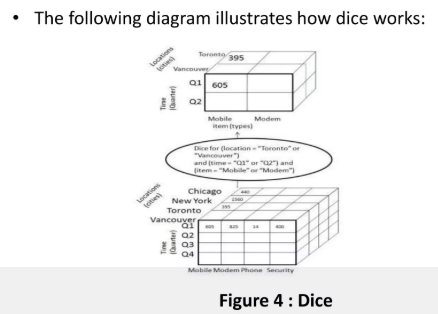 • The following diagram illustrates how dice works:
Locations
(cities)
Toronto
395
Vancouver
Time
(Quarter)
Q1
605
Q2
Mobile Modem
item (types)
Dice for (location = "Toronto" or
"Vancouver")
and (time = "Q1" or "Q2") and
(item = "Mobile" or "Modem")
Locations
(cities)
Chicago
440
New York
1560
Toronto
395
Vancouver
Time
(Quarter)
Q1
605 825 14 400
Q2
Q3
Q4
Mobile Modem Phone Security
Figure 4 : Dice